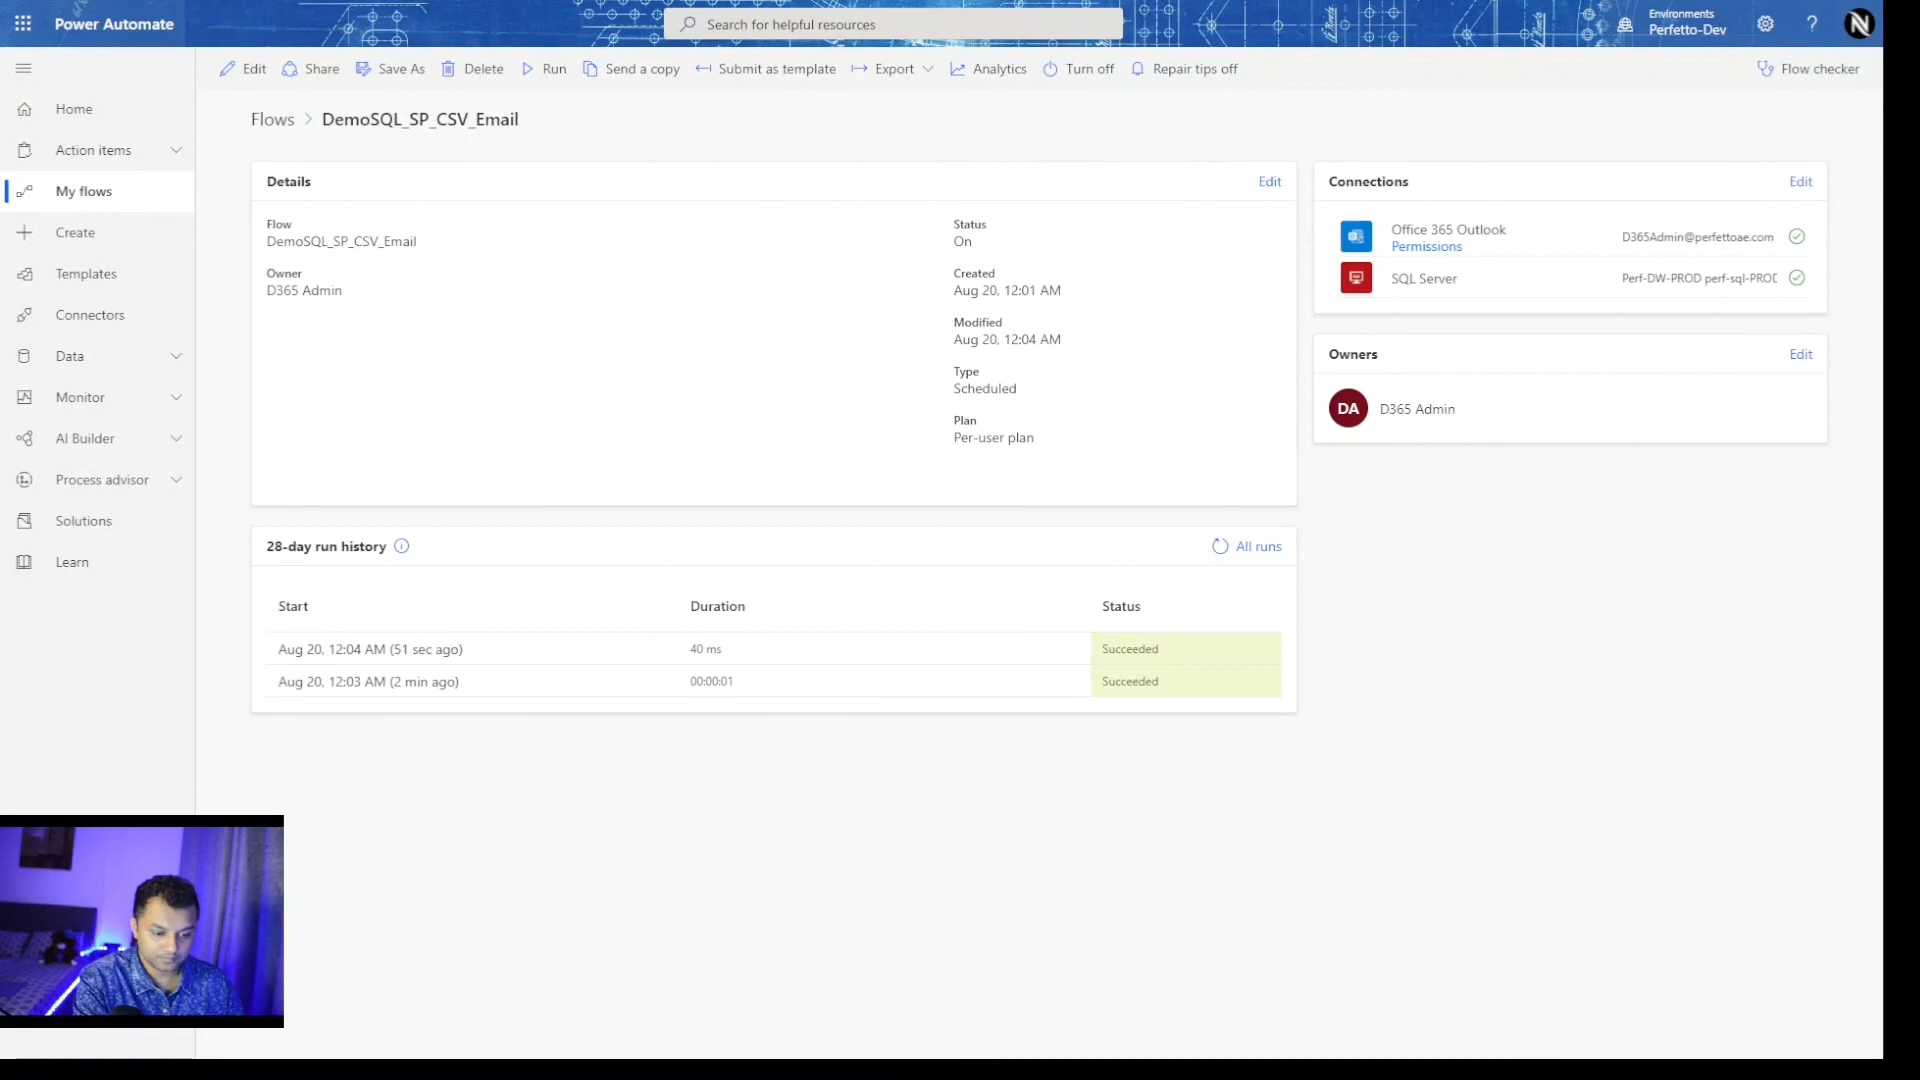 Power Automate
Search for helpful resources
Environments
Perfetto-Dev
?
N
Edit
Share
Save As
Delete
Run
Send a copy
Submit as template
Export
Analytics
Turn off
Repair tips off
Flow checker
Home
Action items
My flows
Create
Templates
Connectors
Data
Monitor
AI Builder
Process advisor
Solutions
Learn
Flows > DemoSQL_SP_CSV_Email
Details
Edit
Flow
DemoSQL_SP_CSV_Email
Owner
D365 Admin
Status
On
Created
Aug 20, 12:01 AM
Modified
Aug 20, 12:04 AM
Type
Scheduled
Plan
Per-user plan
Connections
Edit
Office 365 Outlook
Permissions
D365Admin@perfettoae.com
SQL Server
Perf-DW-PROD perf-sql-PROD
Owners
Edit
DA
D365 Admin
28-day run history
All runs
Start Duration Status
Aug 20, 12:04 AM (51 sec ago) 40 ms Succeeded
Aug 20, 12:03 AM (2 min ago) 00:00:01 Succeeded